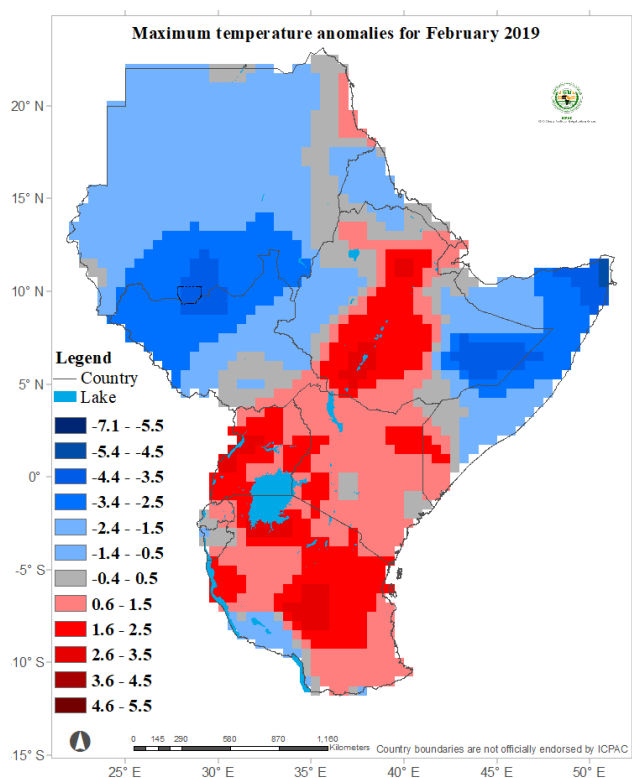 Maximum temperature anomalies for February 2019
20° N
15° N
10° N
5° N
0°
5° S
10° S
15° S
Legend
Country
Lake
-7.1 - -5.5
-5.4 - -4.5
-4.4 - -3.5
-3.4 - -2.5
-2.4 - -1.5
-1.4 - -0.5
-0.4 - 0.5
0.6 - 1.5
1.6 - 2.5
2.6 - 3.5
3.6 - 4.5
4.6 - 5.5
0 145 290 580 870 1,160
Kilometers
Country boundaries are not officially endorsed by ICPAC
25° E 30° E 35° E 40° E 45° E 50° E